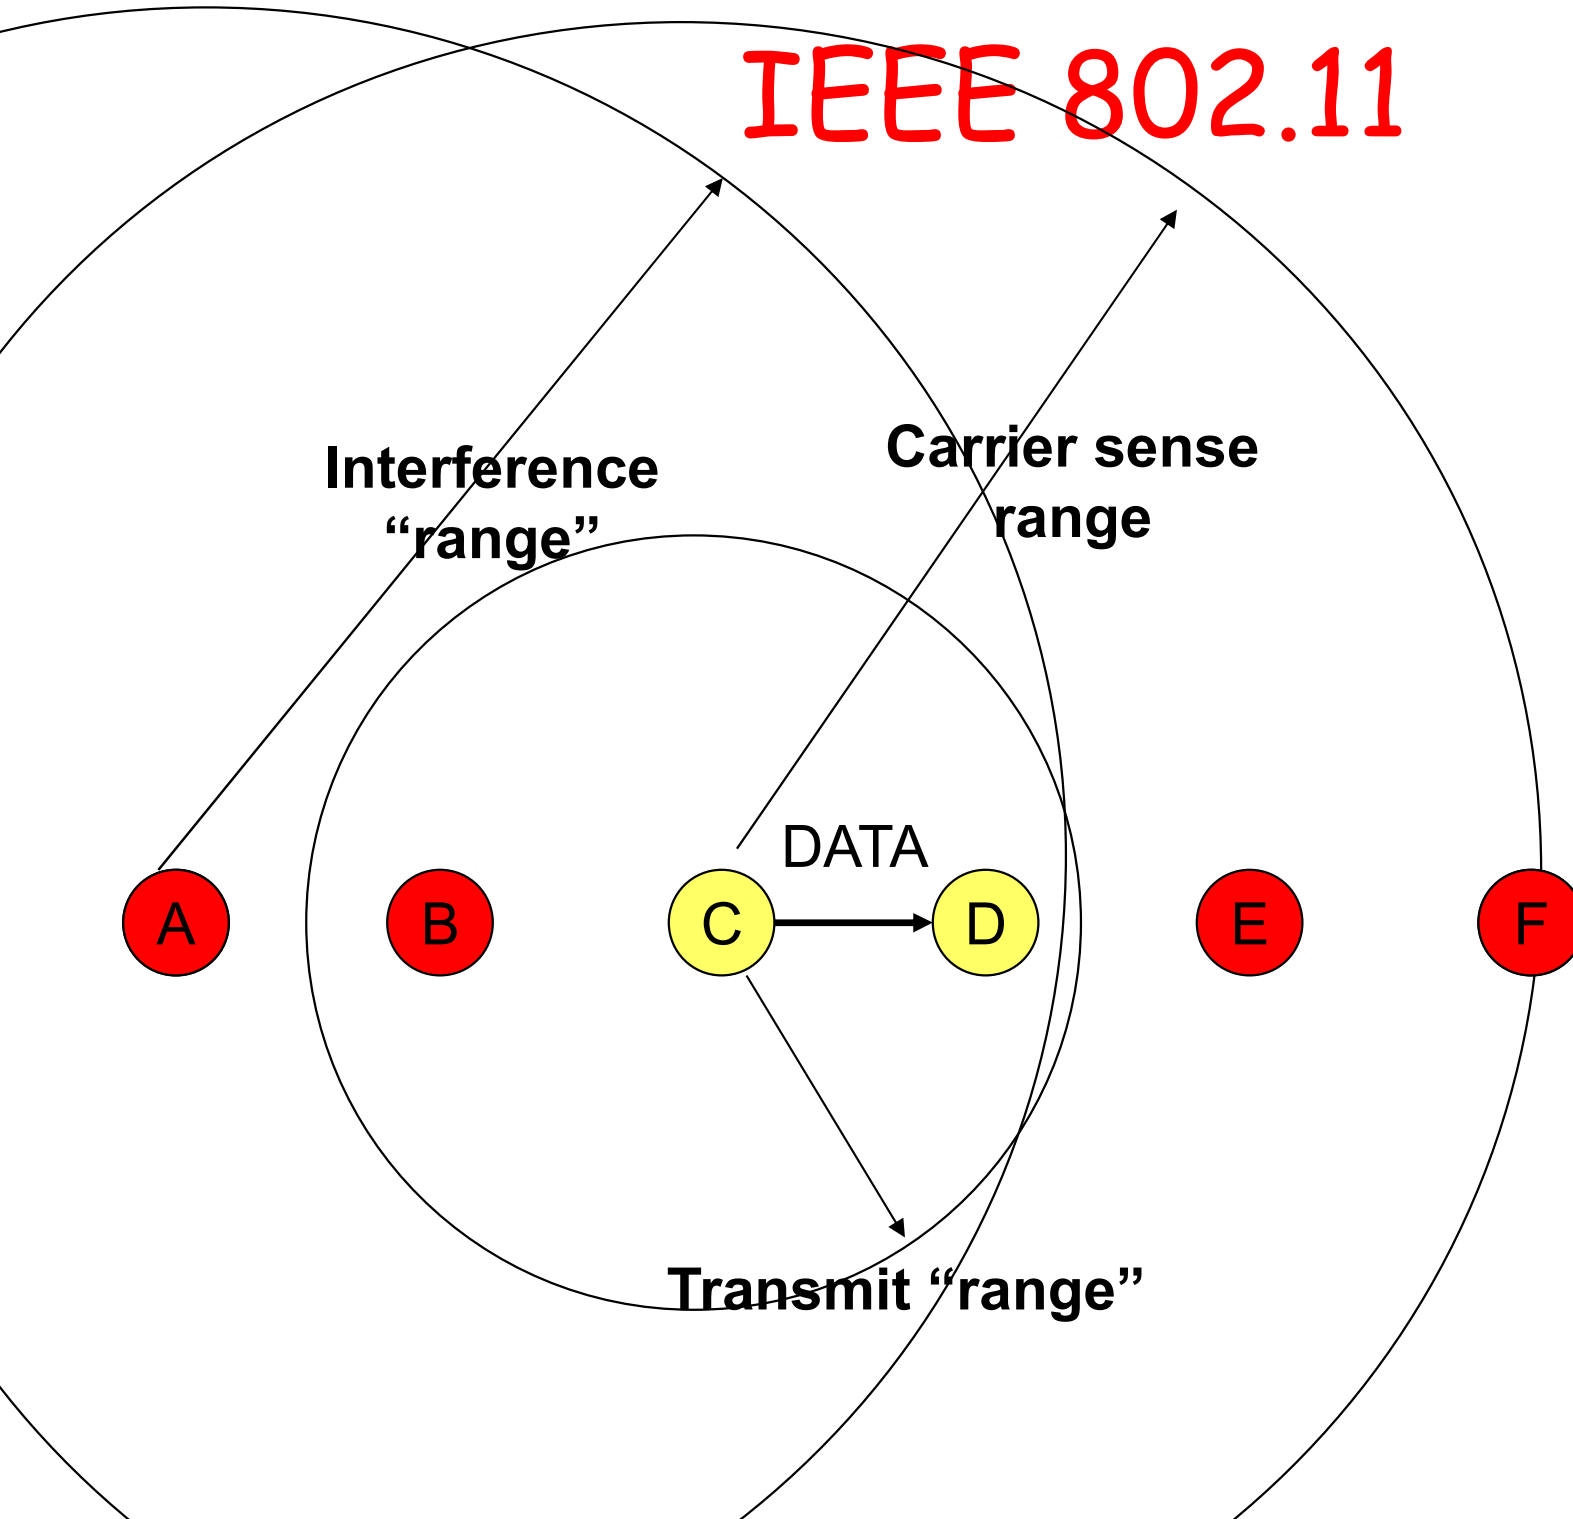 IEEE 802.11
Interference
“range”
Carrier sense
range
DATA
A
B
C
D
E
F
Transmit “range”